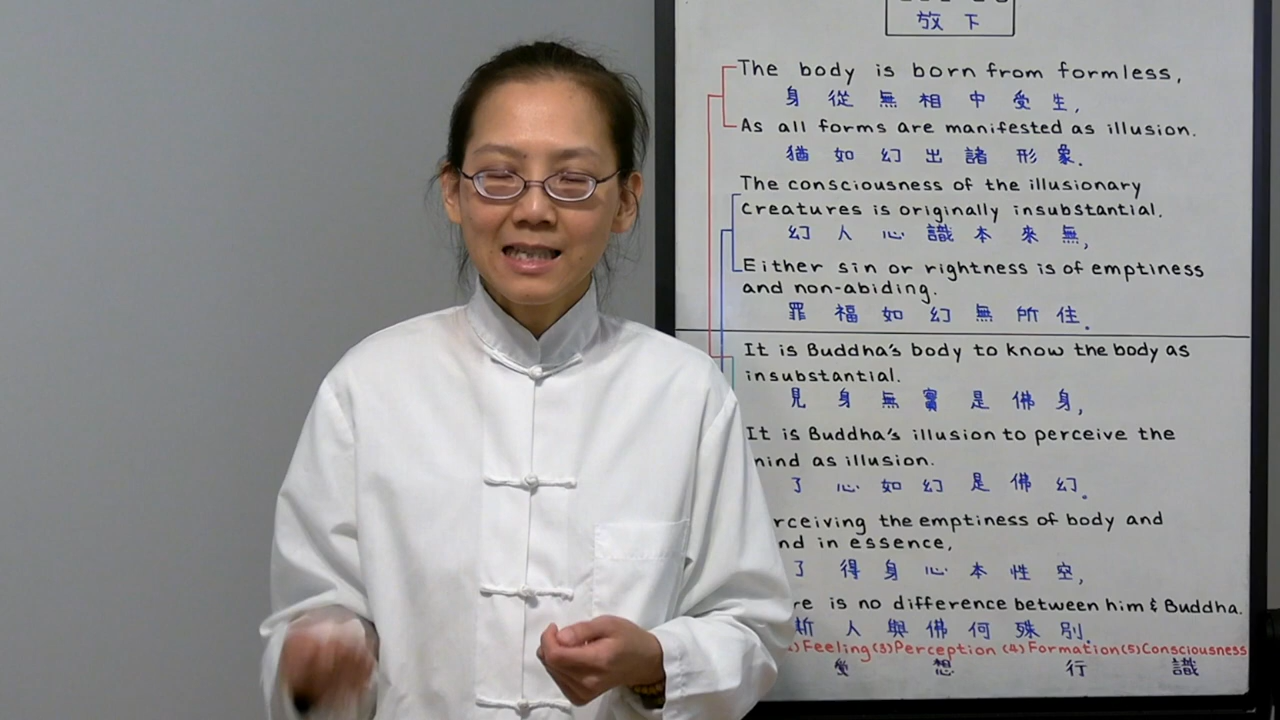 放下
The body is born from formless,
身從無相中受生,
As all forms are manifested as illusion.
猶如幻出諸形象.
The consciousness of the illusionary
creatures is originally insubstantial.
幻人心識本來無,
Either sin or rightness is of emptiness
and non-abiding.
罪福如幻無所住.
It is Buddha's body to know the body as
insubstantial.
見身無實是佛身,
It is Buddha's illusion to perceive the
mind as illusion.
了心如幻是佛幻.
the emptiness of body and
in essence,
了得身心本性空,
is no difference between him & Buddha.
斯人與佛何殊別.
Feeling (3) Perception (4) Formation (5) Consciousness
受 想 行 識